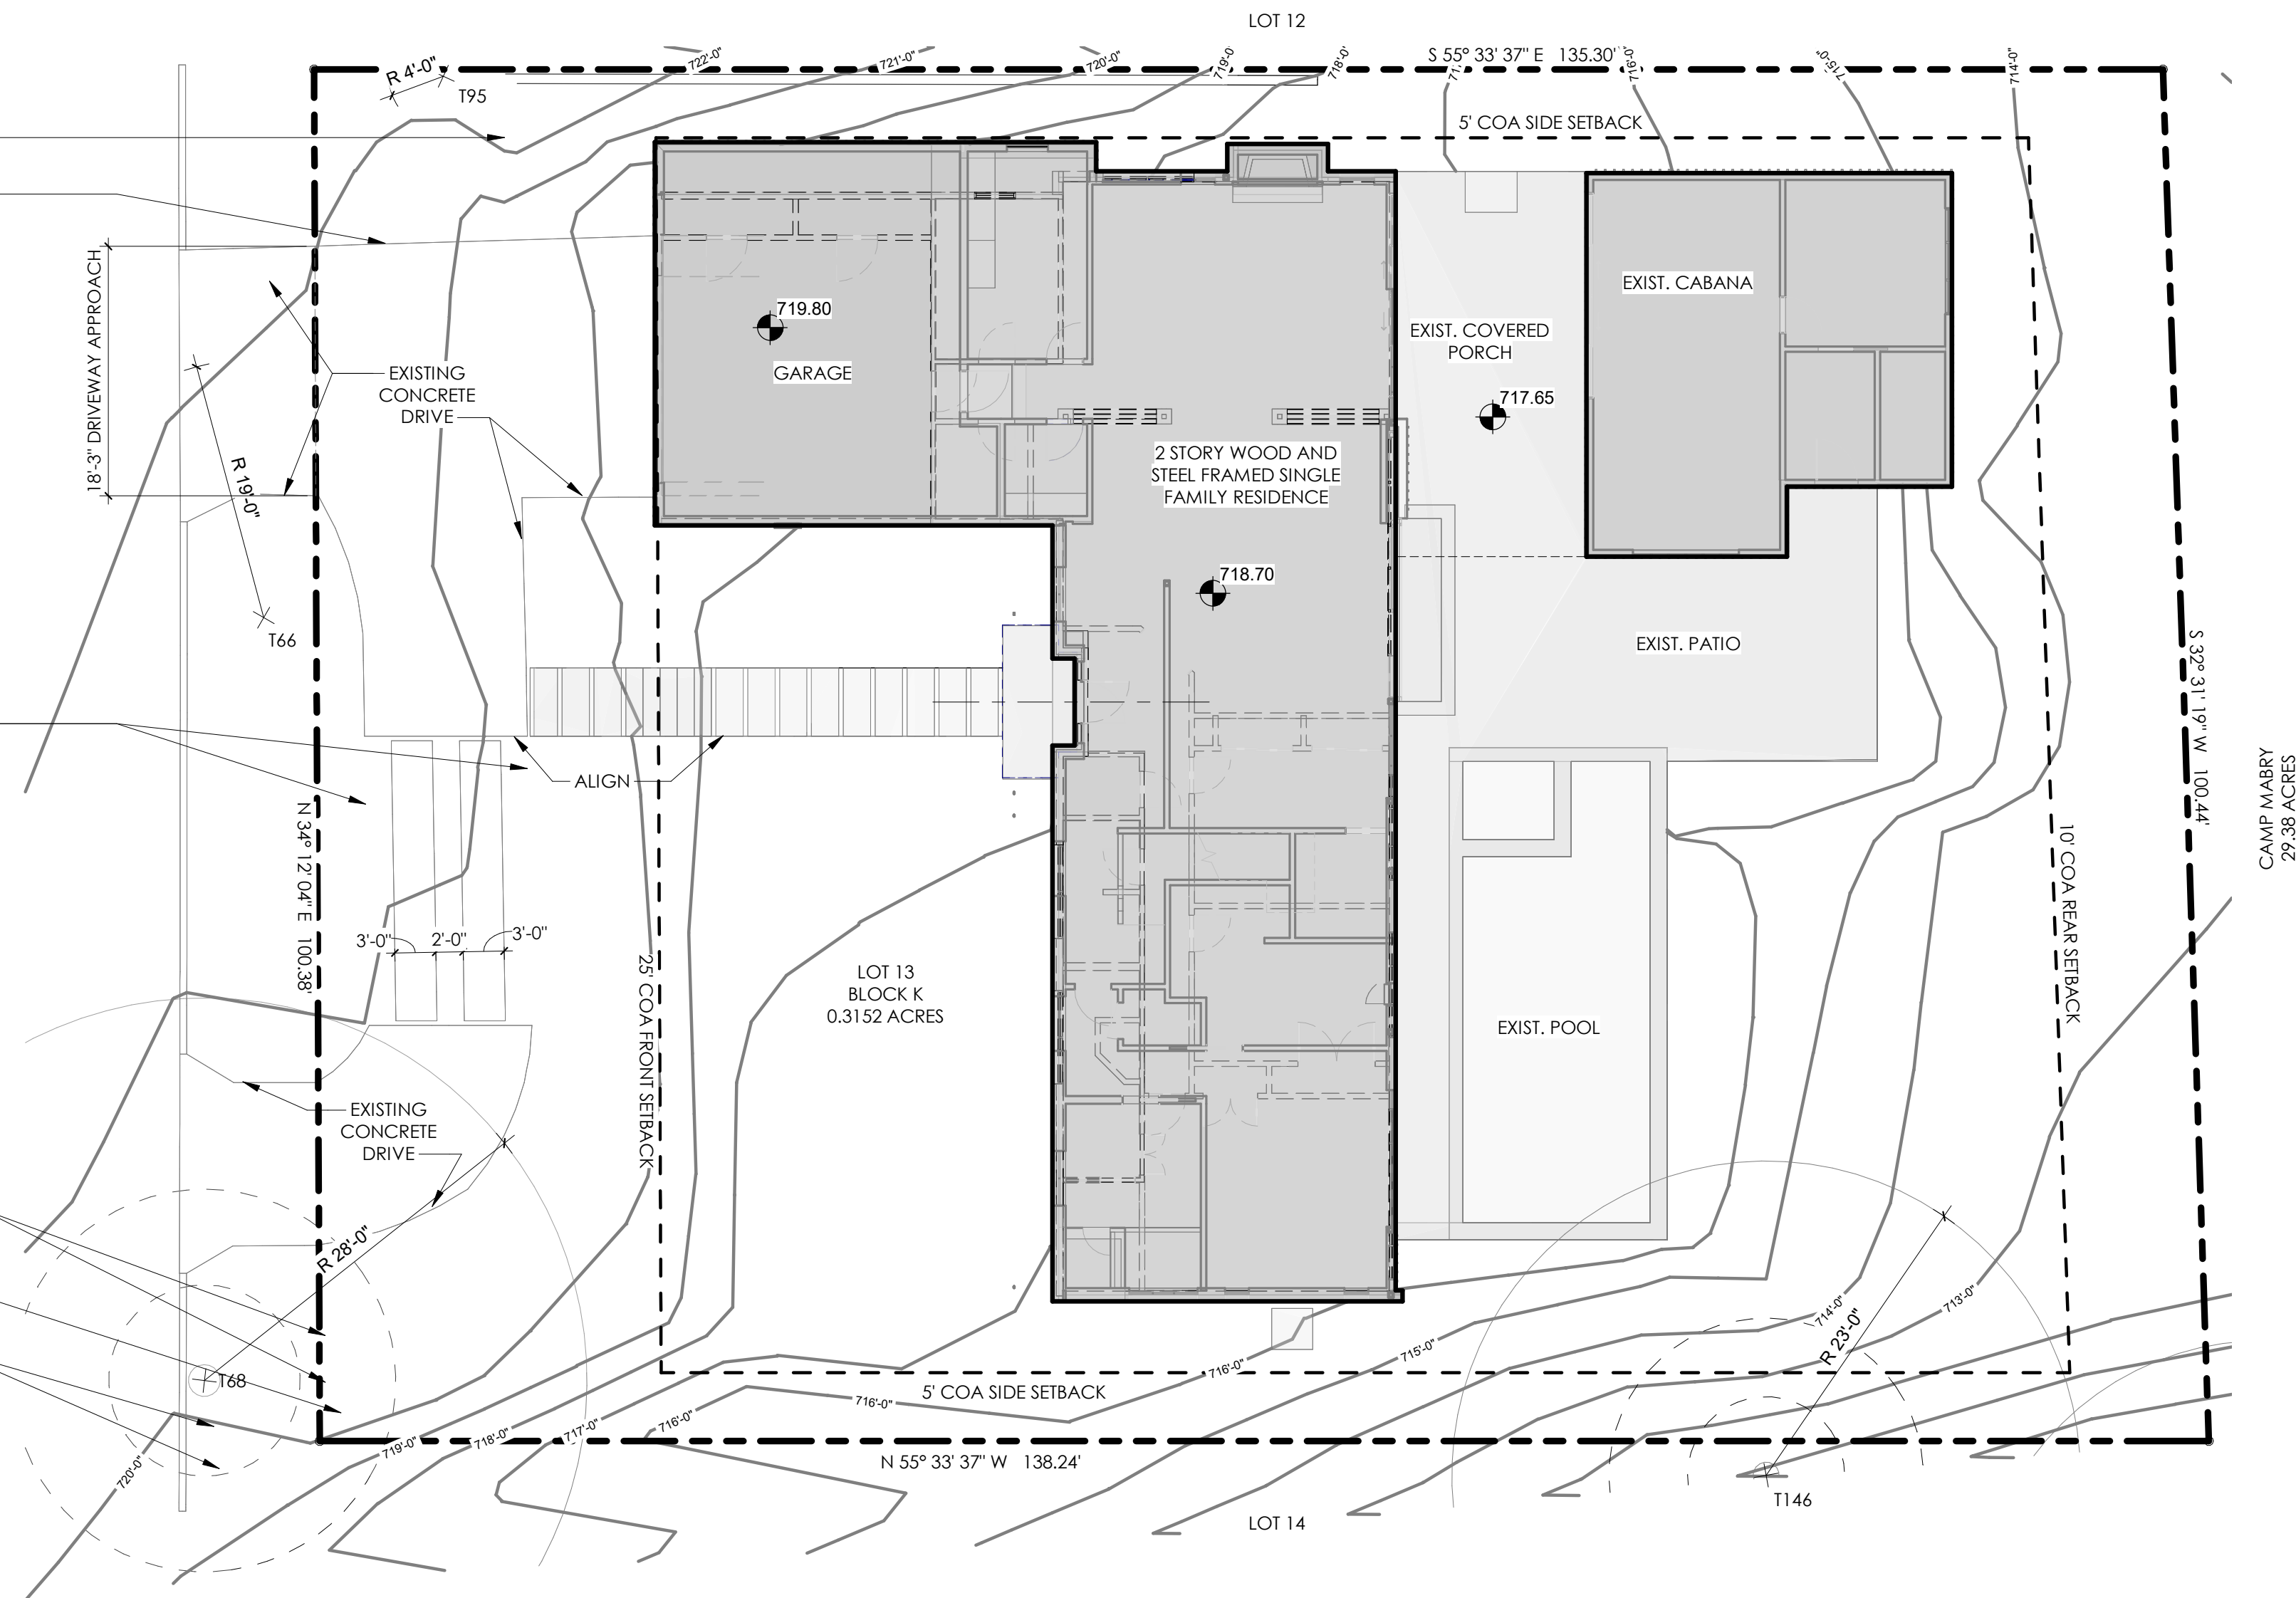 LOT 12
S 55° 33' 37" E   135.30'
722'-0"
721'-0"
720'-0"
719'-0
718'-0'
716'-0"
715'-0"
714'-0"
R 4'-0"
T95
5' COA SIDE SETBACK
18'-3" DRIVEWAY APPROACH
EXIST. CABANA
719.80
GARAGE
EXIST. COVERED
PORCH
717.65
EXISTING
CONCRETE
DRIVE
R 19'-0"
T66
2 STORY WOOD AND
STEEL FRAMED SINGLE
FAMILY RESIDENCE
718.70
EXIST. PATIO
S 32° 31' 19" W   100.44'
CAMP MABRY
29.38 ACRES
ALIGN
N 34° 12' 04" E   100.38'
3'-0"
2'-0"
3'-0"
25' COA FRONT SETBACK
LOT 13
BLOCK K
0.3152 ACRES
10' COA REAR SETBACK
EXIST. POOL
EXISTING
CONCRETE
DRIVE
R 28'-0"
T68
R 23'-0"
714'-0"
713'-0"
715'-0"
716'-0"
5' COA SIDE SETBACK
716'-0"
716'-0"
717'-0"
718'-0"
719'-0"
720'-0"
N 55° 33' 37" W   138.24'
T146
LOT 14